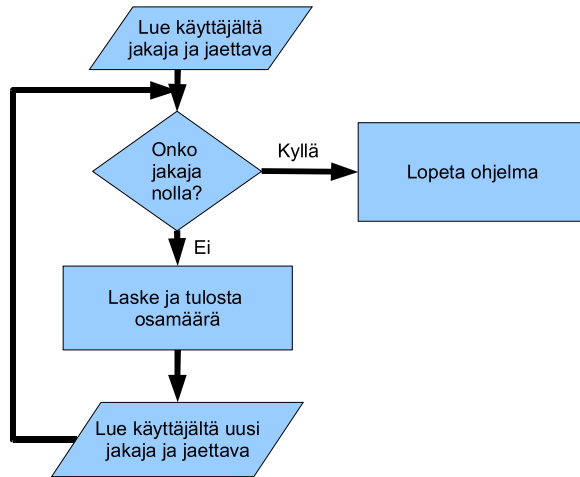 Lue käyttäjältä
jakaja ja jaettava
Onko
jakaja
nolla?
Kyllä
Lopeta ohjelma
Ei
Laske ja tulosta
osamäärä
Lue käyttäjältä uusi
jakaja ja jaettava